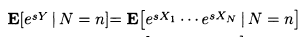 E[e^{sY} | N = n] = E[e^{sX_1} ⋯ e^{sX_N} | N = n]